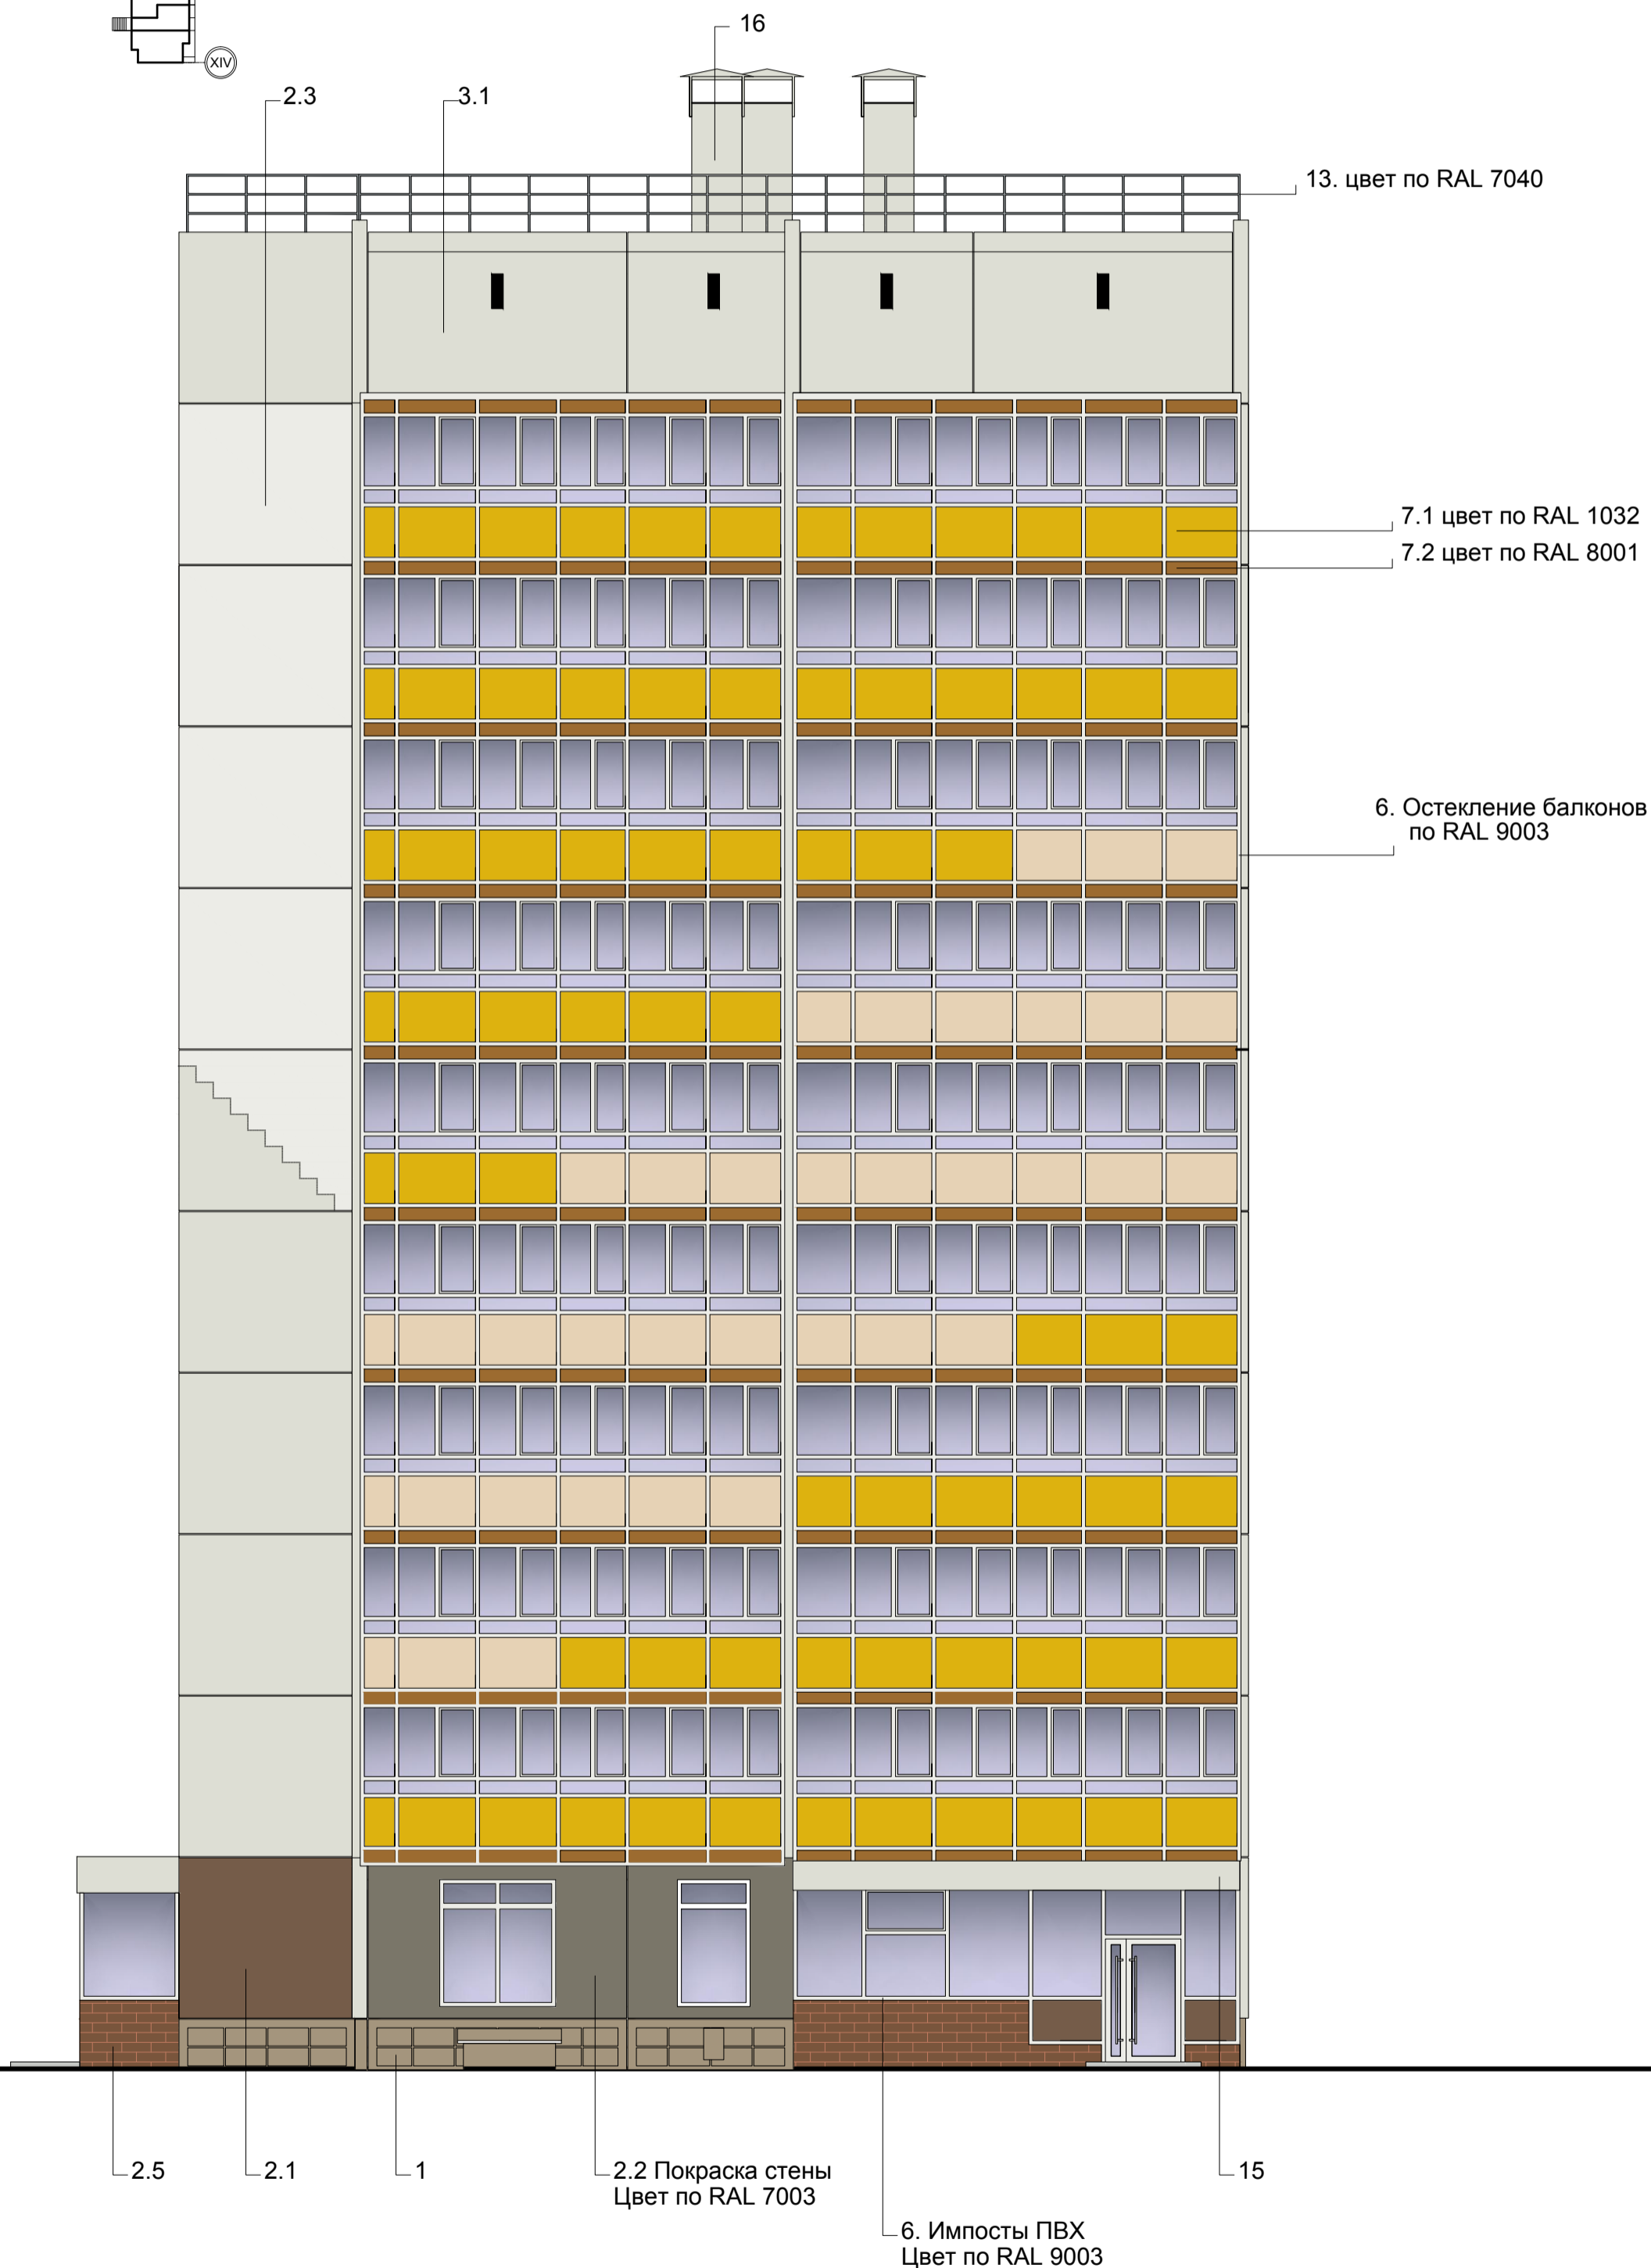 16
XIV
2.3
3.1
13. цвет по RAL 7040
7.1 цвет по RAL 1032
7.2 цвет по RAL 8001
6. Остекление балконов
по RAL 9003
2.5
2.1
1
2.2 Покраска стены
Цвет по RAL 7003
15
6. Импосты ПВХ
Цвет по RAL 9003